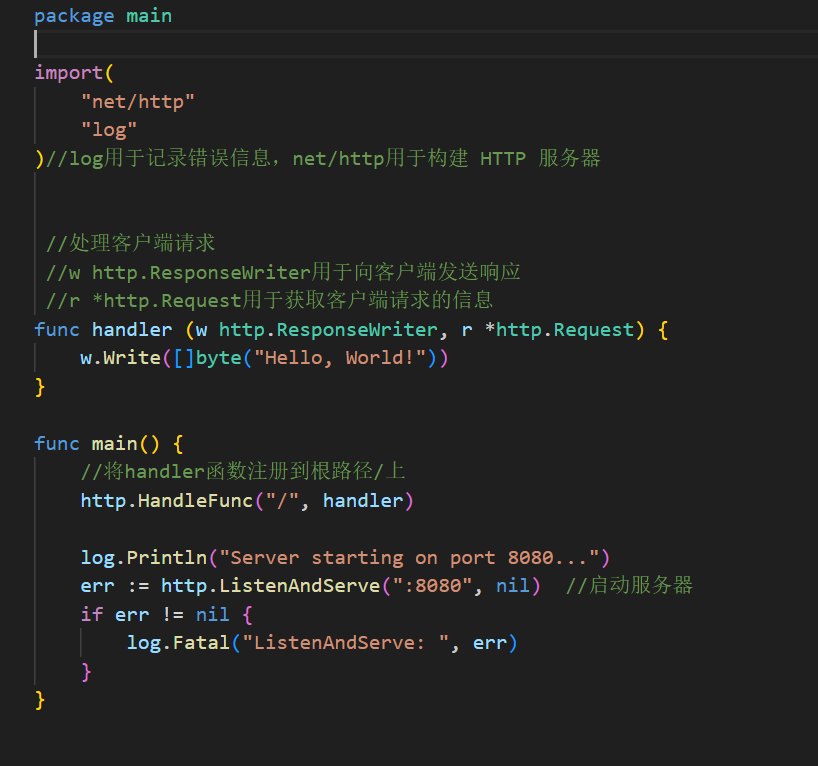 package main
import(
"net/http"
"log"
)//log用于记录错误信息，net/http用于构建 HTTP 服务器
//处理客户端请求
//w http.ResponseWriter用于向客户端发送响应
//r *http.Request用于获取客户端请求的信息
func handler (w http.ResponseWriter, r *http.Request) {
w.Write([]byte("Hello, World!"))
}
func main() {
//将handler函数注册到根路径/上
http.HandleFunc("/", handler)
log.Println("Server starting on port 8080...")
err := http.ListenAndServe(":8080", nil)  //启动服务器
if err != nil {
log.Fatal("ListenAndServe: ", err)
}
}